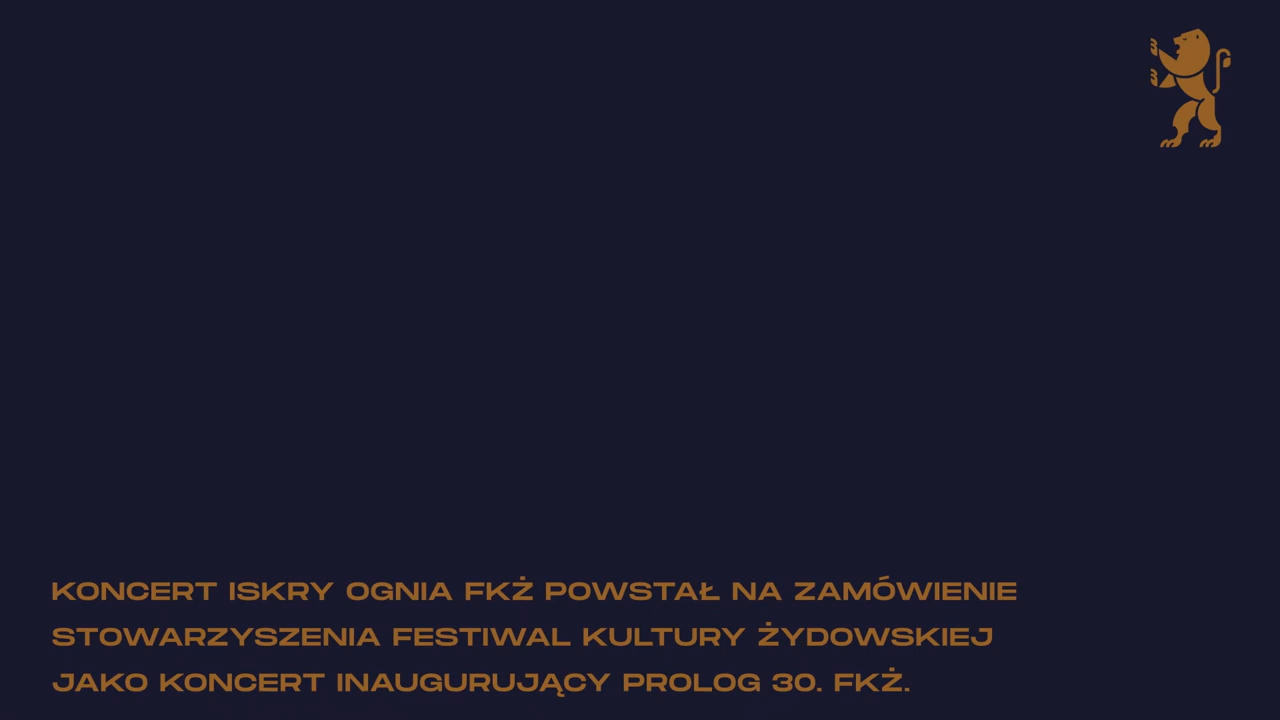 KONCERT ISKRY OGNIA FKŻ POWSTAŁ NA ZAMÓWIENIE
STOWARZYSZENIA FESTIWAL KULTURY ŻYDOWSKIEJ
JAKO KONCERT INAUGURUJĄCY PROLOG 30. FKŻ.